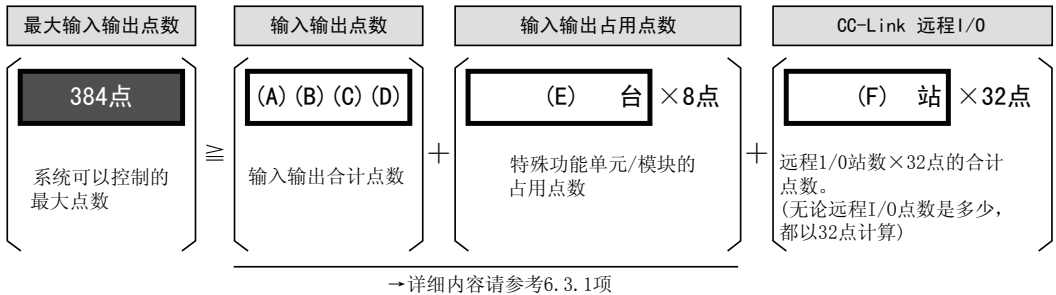 最大输入输出点数
输入输出点数
输入输出占用点数
CC-Link 远程I/O
384点
(A)(B)(C)(D)
(E) 台 ×8点
(F) 站 ×32点
≧
+
+
系统可以控制的
最大点数
输入输出合计点数
特殊功能单元/模块的
占用点数
远程I/O站数×32点的合计
点数。
(无论远程I/O点数是多少,
都以32点计算)
→详细内容请参考6.3.1项